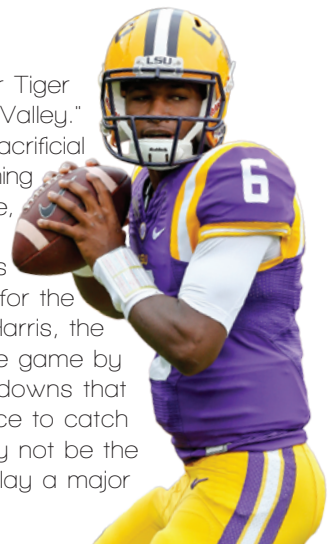 r Tiger
Valley."
acrificial
ning
e,
s
for the
Harris, the
e game by
downs that
ce to catch
y not be the
lay a major
LSU
Riddell
6